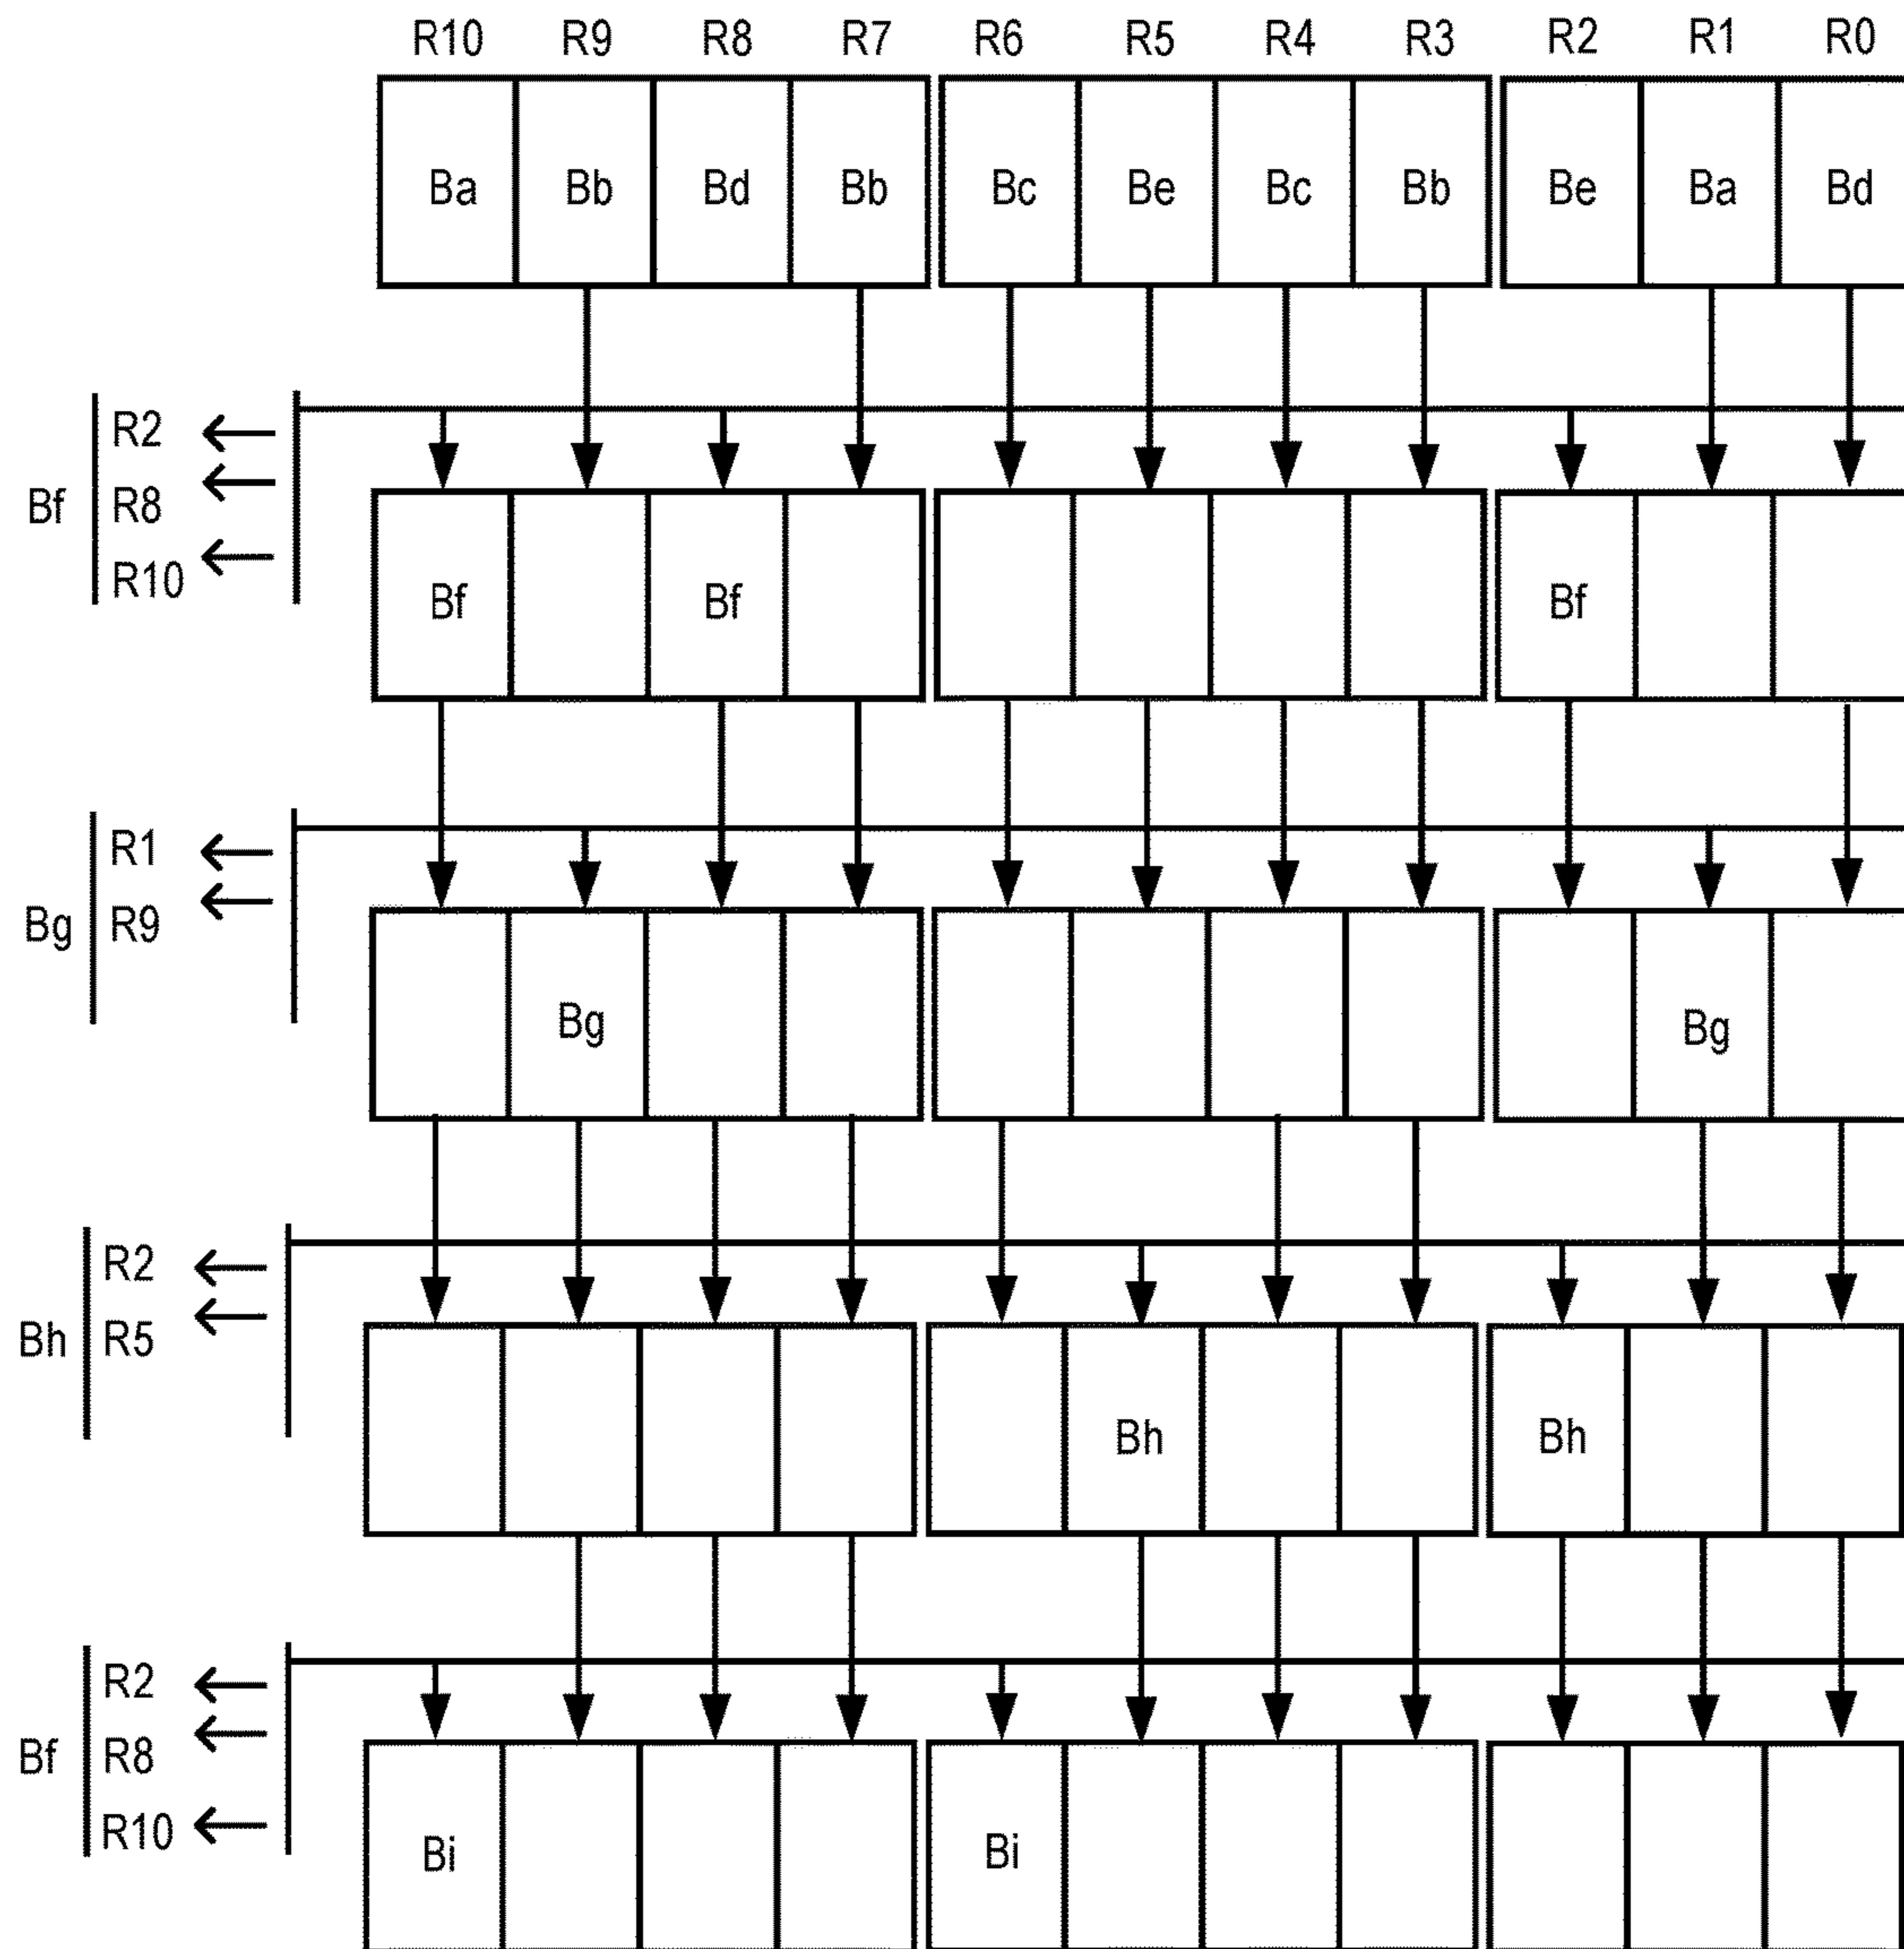 R10 R9 R8 R7 R6 R5 R4 R3 R2 R1 R0
Ba Bb Bd Bb Bc Be Bc Bb Be Ba Bd
R2
Bf R8
R10
Bf Bf Bf
R1
Bg R9
Bg Bg
R2
Bh R5
Bh Bh
R2
Bf R8
R10
Bi Bi